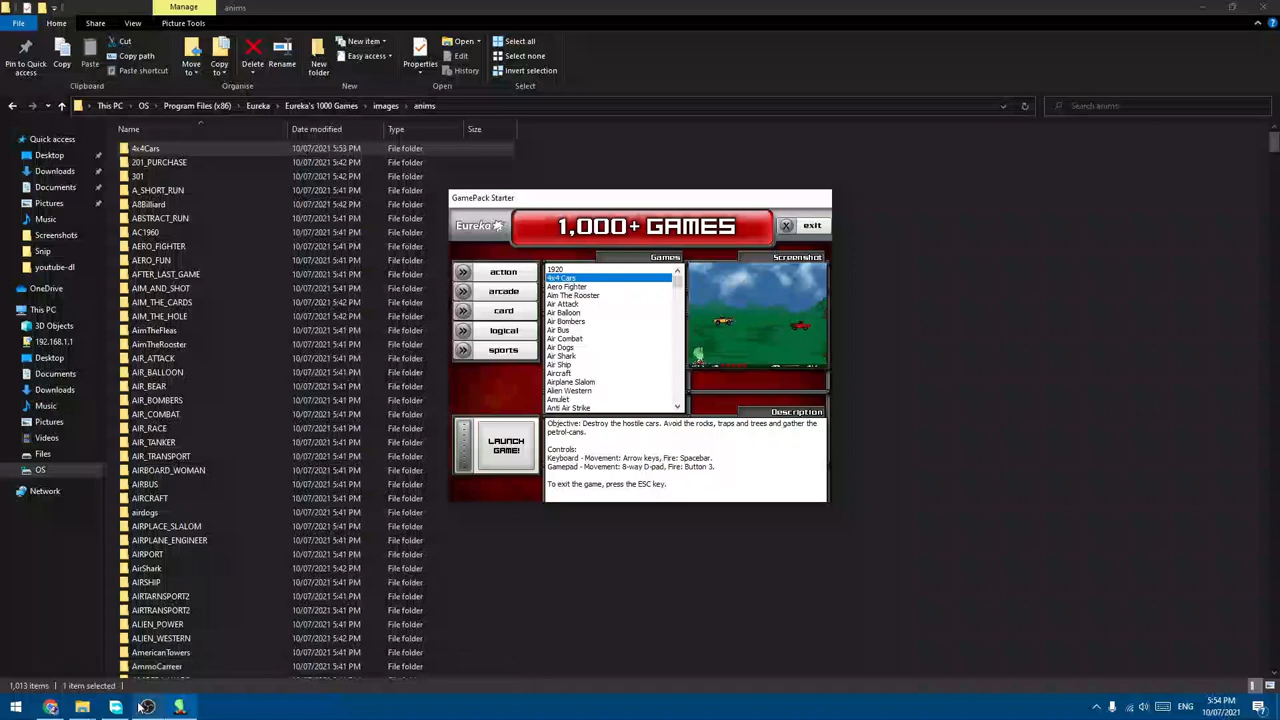 Manage
anims
File
Home
Share
View
Picture Tools
Pin to Quick access
Copy
Paste
Cut
Copy path
Paste shortcut
Move to
Copy to
Delete
Rename
New folder
New item
Easy access
Properties
Open
Edit
History
Select all
Select none
Invert selection
Clipboard
Organise
New
Open
Select
This PC
OS
Program Files (x86)
Eureka
Eureka's 1000 Games
images
anims
Search anims
Name
Date modified
Type
Size
Quick access
Desktop
Downloads
Documents
Pictures
Music
Screenshots
Snip
youtube-dl
OneDrive
This PC
3D Objects
192.168.1.1
Desktop
Documents
Downloads
Music
Pictures
Videos
Files
OS
Network
4x4Cars 10/07/2021 5:53 PM File folder
201_PURCHASE 10/07/2021 5:42 PM File folder
301 10/07/2021 5:42 PM File folder
A_SHORT_RUN 10/07/2021 5:41 PM File folder
A8Billiard 10/07/2021 5:41 PM File folder
ABSTRACT_RUN 10/07/2021 5:41 PM File folder
AC1960 10/07/2021 5:41 PM File folder
AERO_FIGHTER 10/07/2021 5:41 PM File folder
AERO_FUN 10/07/2021 5:41 PM File folder
AFTER_LAST_GAME 10/07/2021 5:41 PM File folder
AIM_AND_SHOT 10/07/2021 5:41 PM File folder
AIM_THE_CARDS 10/07/2021 5:42 PM File folder
AIM_THE_HOLE 10/07/2021 5:42 PM File folder
AimTheFleas 10/07/2021 5:41 PM File folder
AimTheRooster 10/07/2021 5:41 PM File folder
AIR_ATTACK 10/07/2021 5:42 PM File folder
AIR_BALLOON 10/07/2021 5:41 PM File folder
AIR_BEAR 10/07/2021 5:41 PM File folder
AIR_BOMBERS 10/07/2021 5:42 PM File folder
AIR_COMBAT 10/07/2021 5:42 PM File folder
AIR_RACE 10/07/2021 5:41 PM File folder
AIR_TANKER 10/07/2021 5:41 PM File folder
AIR_TRANSPORT 10/07/2021 5:41 PM File folder
AIRBOARD_WOMAN 10/07/2021 5:41 PM File folder
AIRBUS 10/07/2021 5:41 PM File folder
AIRCRAFT 10/07/2021 5:41 PM File folder
airdogs 10/07/2021 5:41 PM File folder
AIRPLACE_SLALOM 10/07/2021 5:41 PM File folder
AIRPLANE_ENGINEER 10/07/2021 5:41 PM File folder
AIRPORT 10/07/2021 5:41 PM File folder
AirShark 10/07/2021 5:41 PM File folder
AIRSHIP 10/07/2021 5:41 PM File folder
AIRTARNSPORT2 10/07/2021 5:41 PM File folder
AIRTRANSPORT2 10/07/2021 5:41 PM File folder
ALIEN_POWER 10/07/2021 5:41 PM File folder
ALIEN_WESTERN 10/07/2021 5:42 PM File folder
AmericanTowers 10/07/2021 5:41 PM File folder
AmmoCarreer 10/07/2021 5:41 PM File folder
GamePack Starter
Eureka
1,000+ GAMES
X
exit
Games
Screenshot
action
arcade
card
logical
sports
1920
4x4 Cars
Aero Fighter
Aim The Rooster
Air Attack
Air Balloon
Air Bombers
Air Bus
Air Combat
Air Dogs
Air Shark
Air Ship
Aircraft
Airplane Slalom
Alien Western
Amulet
Anti Air Strike
Description
LAUNCH
GAME!
Objective: Destroy the hostile cars. Avoid the rocks, traps and trees and gather the
petrol-cans.
Controls:
Keyboard - Movement: Arrow keys, Fire: Spacebar.
Gamepad - Movement: 8-way D-pad, Fire: Button 3.
To exit the game, press the ESC key.
1,013 items
1 item selected
ENG
5:54 PM
10/07/2021